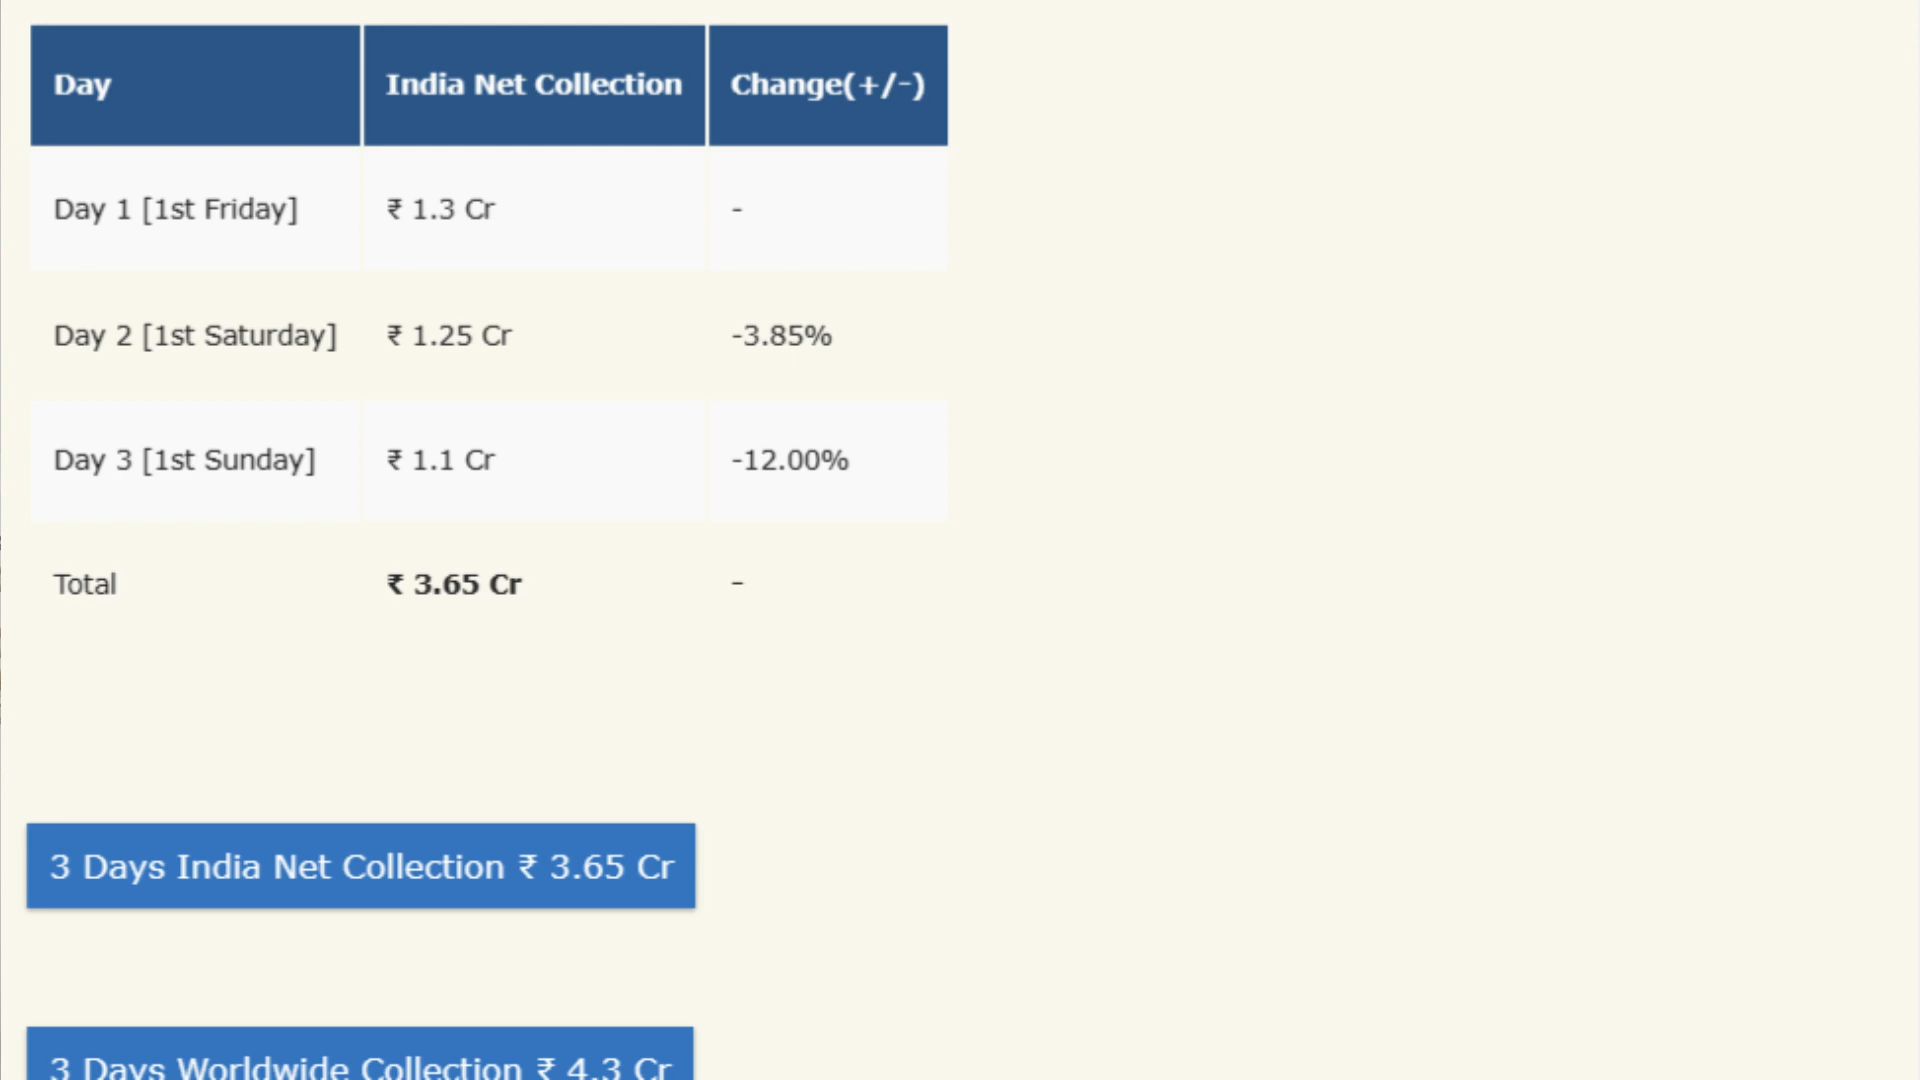 Day India Net Collection Change(+/-)
Day 1 [1st Friday] ₹ 1.3 Cr -
Day 2 [1st Saturday] ₹ 1.25 Cr -3.85%
Day 3 [1st Sunday] ₹ 1.1 Cr -12.00%
Total ₹ 3.65 Cr -
3 Days India Net Collection ₹ 3.65 Cr
3 Days Worldwide Collection ₹ 4.3 Cr